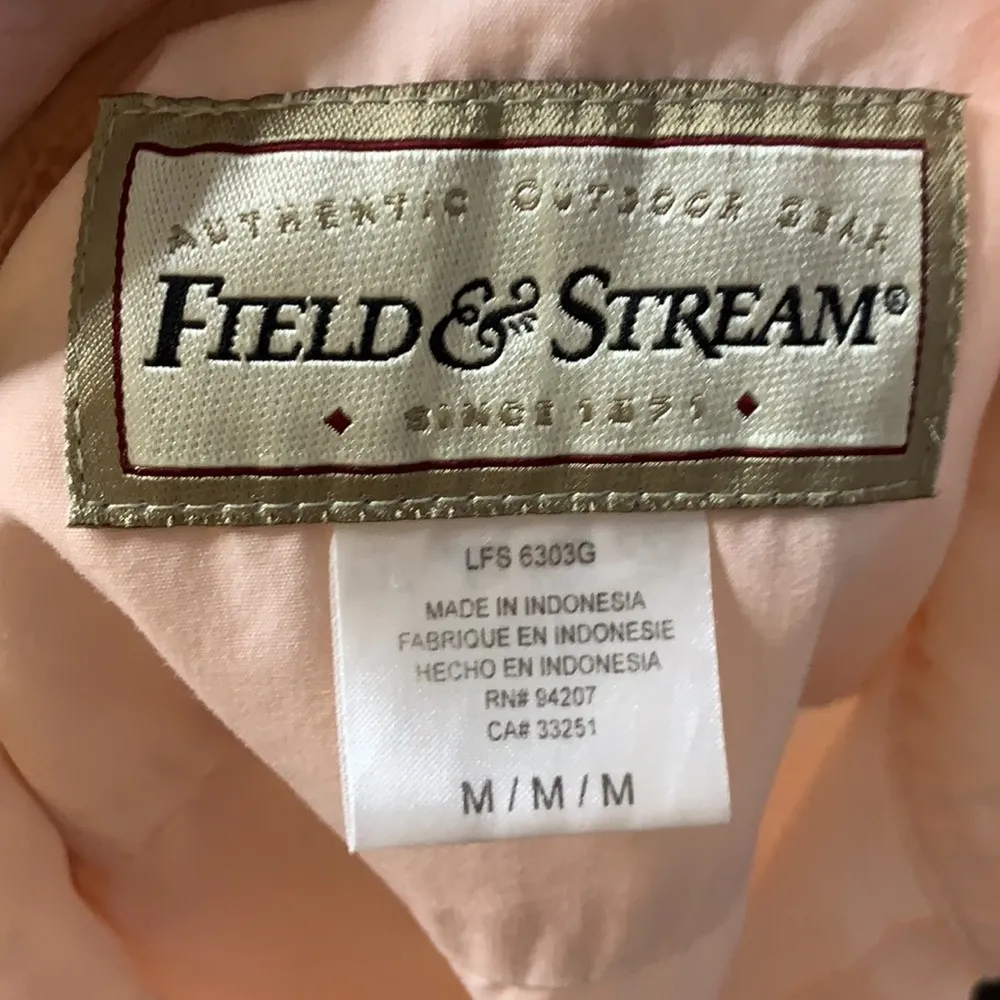 AUTHENTIC OUTDOOR GEAR
FIELD & STREAM®
SINCE 1871
LFS 6303G
MADE IN INDONESIA
FABRIQUE EN INDONESIE
HECHO EN INDONESIA
RN# 94207
CA# 33251
M / M / M